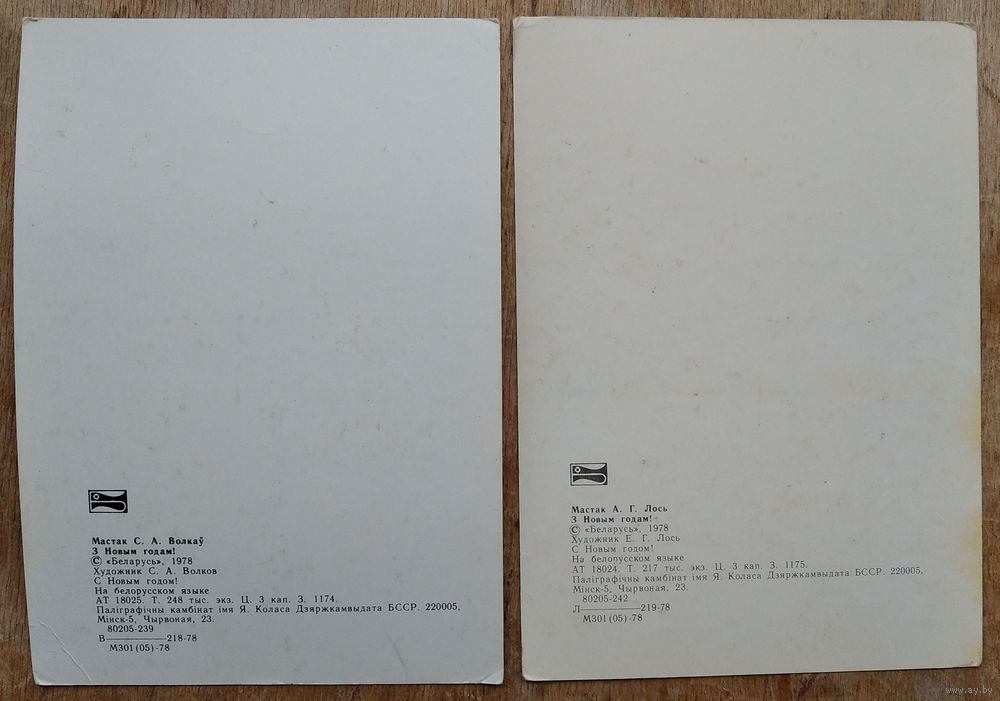 Мастак С. А. Волкаў
З Новым годам!
© «Беларусь», 1978
Художник С. А. Волков
С Новым годом!
На белорусском языке
АТ 18025. Т. 248 тыс. экз. Ц. 3 кап. З. 1174.
Паліграфічны камбінат імя Я. Коласа Дзяржкамвыдата БССР. 220005,
Мінск-5, Чырвоная, 23.
80205-239
В—————218-78
М301(05)-78
Мастак А. Г. Лось
З Новым годам!
© «Беларусь», 1978
Художник Е. Г. Лось
С Новым годом!
На белорусском языке
АТ 18024. Т. 217 тыс. экз. Ц. 3 кап. З. 1175.
Паліграфічны камбінат імя Я. Коласа Дзяржкамвыдата БССР. 220005,
Мінск-5, Чырвоная, 23.
80205-242
Л—————219-78
М301(05)-78
www.ay.by